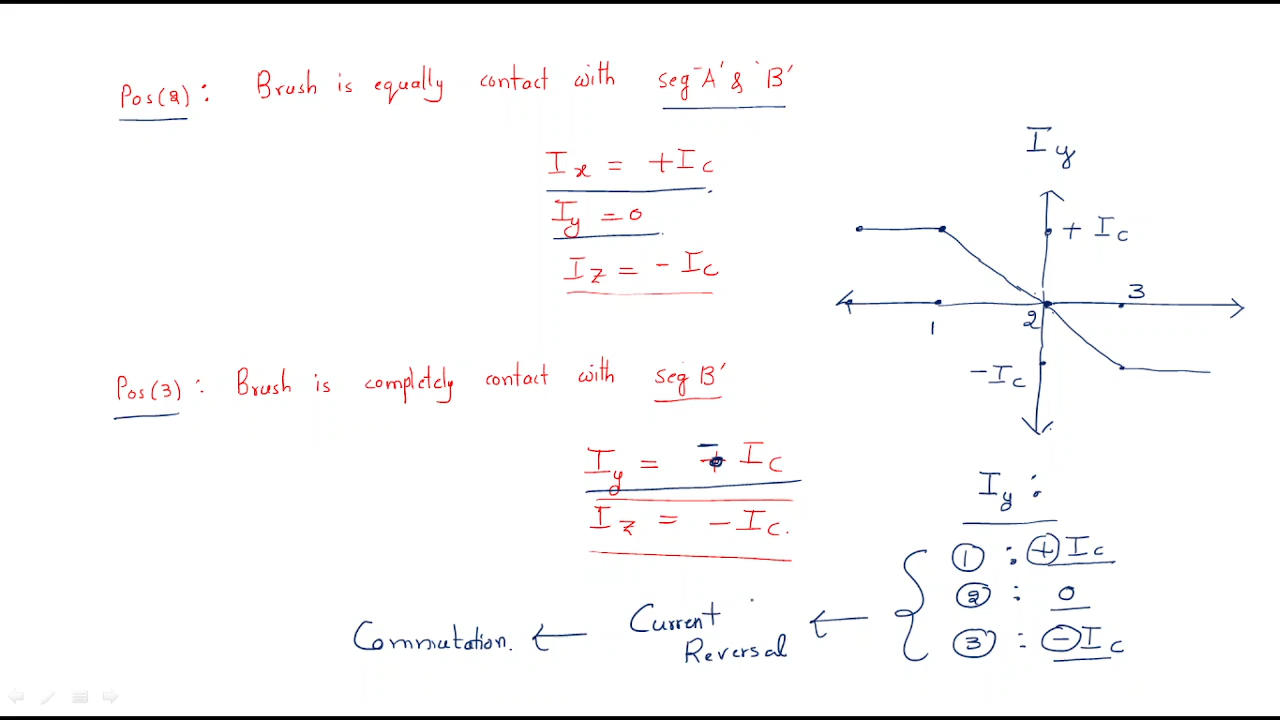 Pos(2) : Brush is equally contact with seg 'A' & 'B'
Ix = +Ic
Iy = 0
Iz = - Ic
Pos(3) : Brush is completely contact with seg B'
Iy = - Ic
Iz = - Ic.
Iy
+ Ic
1 2 3
- Ic
Iy :
① : + Ic
② : 0
③ : - Ic
Commutation. ← Current Reversal ←